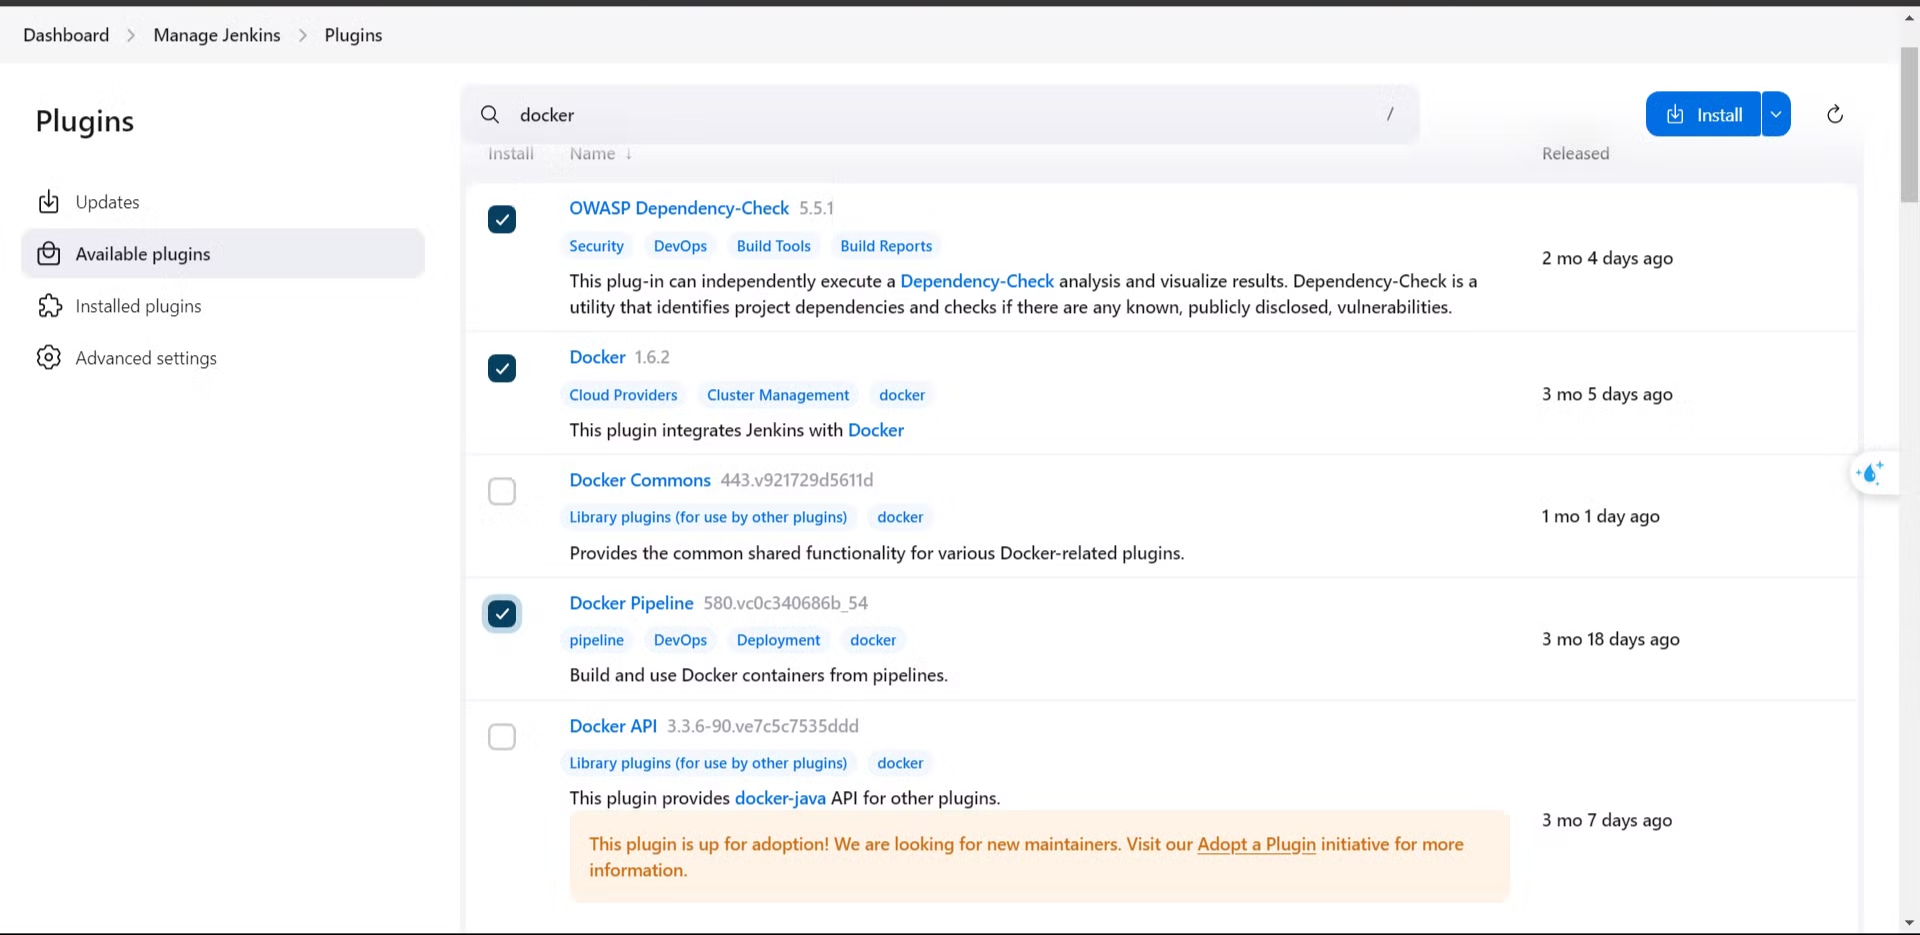 Dashboard > Manage Jenkins > Plugins
Plugins
Updates
Available plugins
Installed plugins
Advanced settings
docker /
Install
Install Name ↓ Released
OWASP Dependency-Check 5.5.1
Security DevOps Build Tools Build Reports
This plug-in can independently execute a Dependency-Check analysis and visualize results. Dependency-Check is a
utility that identifies project dependencies and checks if there are any known, publicly disclosed, vulnerabilities.
2 mo 4 days ago
Docker 1.6.2
Cloud Providers Cluster Management docker
This plugin integrates Jenkins with Docker
3 mo 5 days ago
Docker Commons 443.v921729d5611d
Library plugins (for use by other plugins) docker
Provides the common shared functionality for various Docker-related plugins.
1 mo 1 day ago
Docker Pipeline 580.vc0c340686b_54
pipeline DevOps Deployment docker
Build and use Docker containers from pipelines.
3 mo 18 days ago
Docker API 3.3.6-90.ve7c5c7535ddd
Library plugins (for use by other plugins) docker
This plugin provides docker-java API for other plugins.
This plugin is up for adoption! We are looking for new maintainers. Visit our Adopt a Plugin initiative for more
information.
3 mo 7 days ago